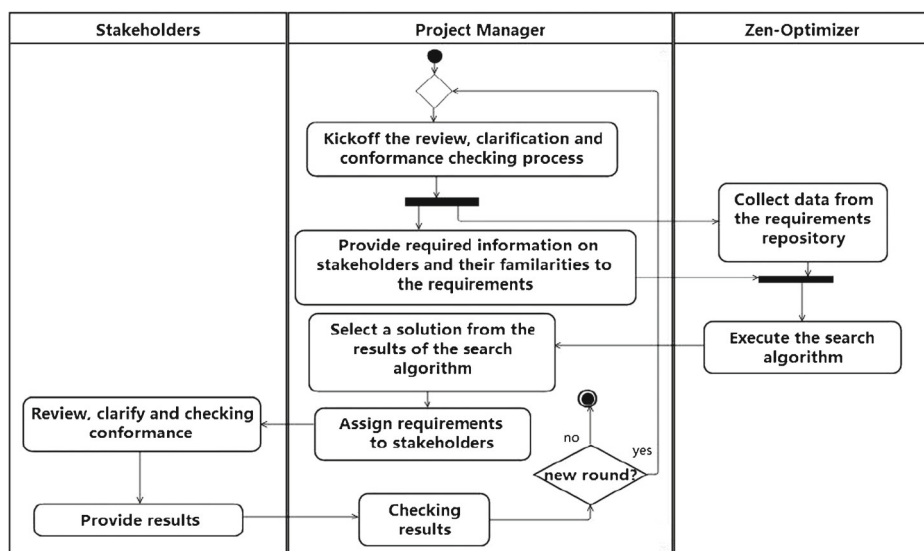 Stakeholders
Project Manager
Zen-Optimizer
Kickoff the review, clarification and
conformance checking process
Collect data from
the requirements
repository
Provide required information on
stakeholders and their familarities to
the requirements
Select a solution from the
results of the search
algorithm
Execute the search
algorithm
Review, clarify and checking
conformance
Assign requirements
to stakeholders
no
yes
new round?
Provide results
Checking
results